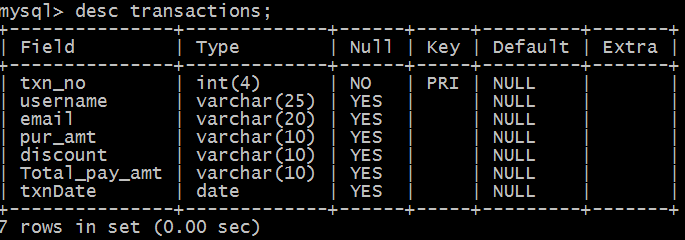 mysql> desc transactions;
+---------------+-------------+------+-----+---------+-------+
| Field         | Type        | Null | Key | Default | Extra |
+---------------+-------------+------+-----+---------+-------+
| txn_no        | int(4)      | NO   | PRI | NULL    |       |
| username      | varchar(25) | YES  |     | NULL    |       |
| email         | varchar(20) | YES  |     | NULL    |       |
| pur_amt       | varchar(10) | YES  |     | NULL    |       |
| discount      | varchar(10) | YES  |     | NULL    |       |
| Total_pay_amt | varchar(10) | YES  |     | NULL    |       |
| txnDate       | date        | YES  |     | NULL    |       |
+---------------+-------------+------+-----+---------+-------+
7 rows in set (0.00 sec)